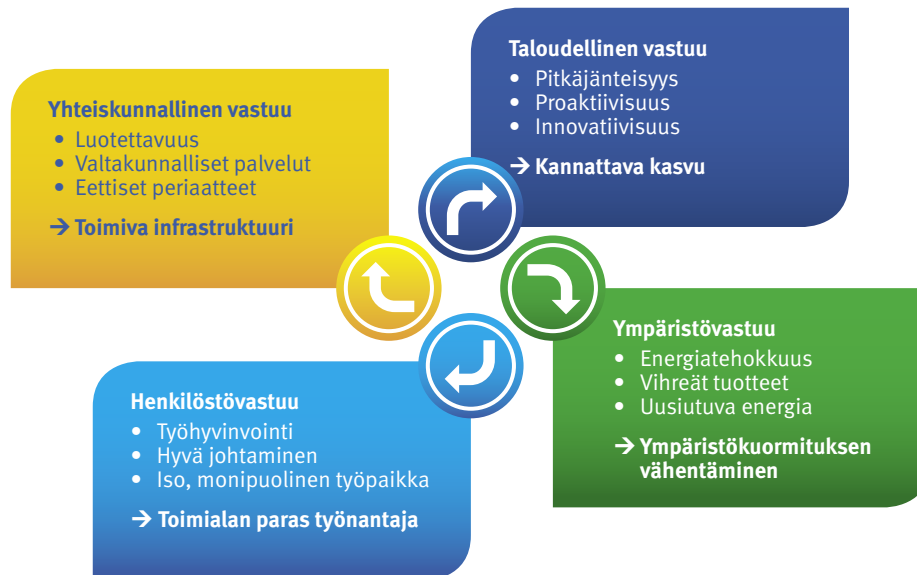 Taloudellinen vastuu
• Pitkäjänteisyys
• Proaktiivisuus
• Innovatiivisuus
→ Kannattava kasvu
Yhteiskunnallinen vastuu
• Luotettavuus
• Valtakunnalliset palvelut
• Eettiset periaatteet
→ Toimiva infrastruktuuri
Ympäristövastuu
• Energiatehokkuus
• Vihreät tuotteet
• Uusiutuva energia
→ Ympäristökuormituksen
vähentäminen
Henkilöstövastuu
• Työhyvinvointi
• Hyvä johtaminen
• Iso, monipuolinen työpaikka
→ Toimialan paras työnantaja